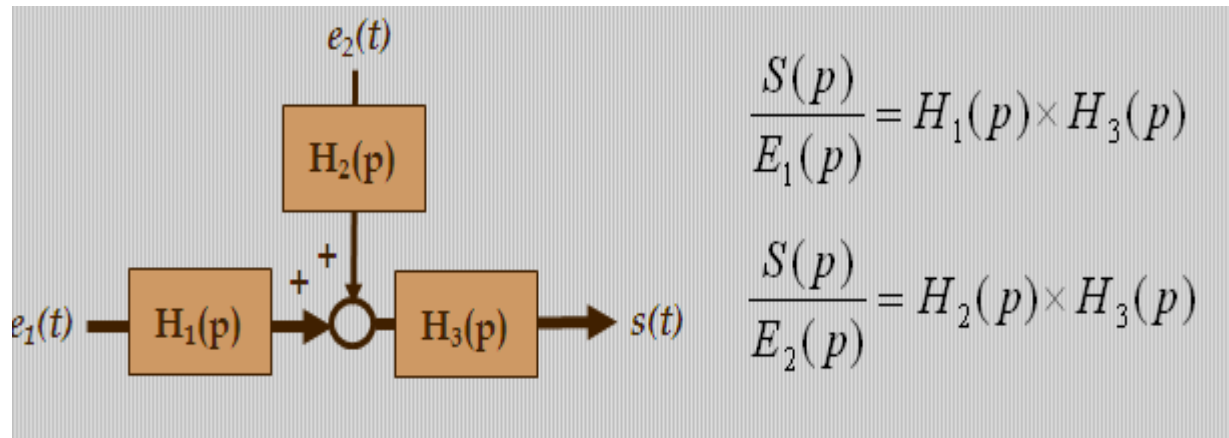 e₂(t)
H₂(p)
+
+
e₁(t)
H₁(p)
H₃(p)
s(t)
S(p)/E₁(p) = H₁(p)×H₃(p)
S(p)/E₂(p) = H₂(p)×H₃(p)